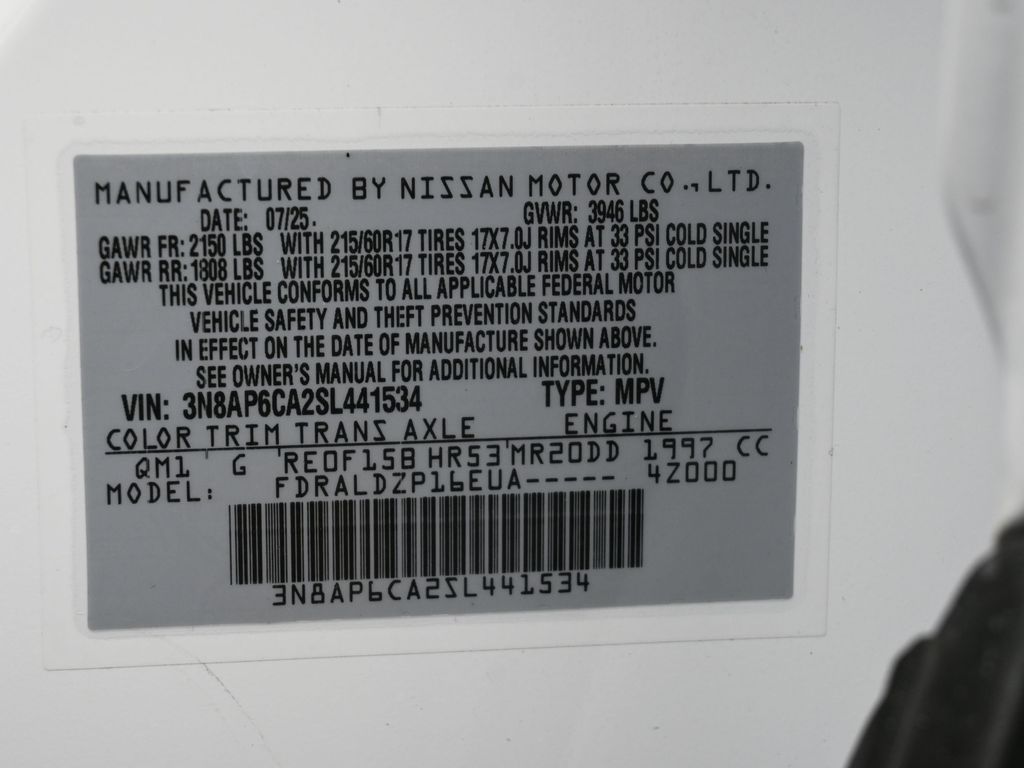 MANUFACTURED BY NISSAN MOTOR CO., LTD.
DATE: 07/25. GVWR: 3946 LBS
GAWR FR: 2150 LBS WITH 215/60R17 TIRES 17X7.0J RIMS AT 33 PSI COLD SINGLE
GAWR RR: 1808 LBS WITH 215/60R17 TIRES 17X7.0J RIMS AT 33 PSI COLD SINGLE
THIS VEHICLE CONFORMS TO ALL APPLICABLE FEDERAL MOTOR
VEHICLE SAFETY AND THEFT PREVENTION STANDARDS
IN EFFECT ON THE DATE OF MANUFACTURE SHOWN ABOVE.
SEE OWNER'S MANUAL FOR ADDITIONAL INFORMATION.
VIN: 3N8AP6CA2SL441534 TYPE: MPV
COLOR TRIM TRANS AXLE ENGINE
QM1 G RE0F15B HR53 MR20DD 1997 CC
MODEL: FDRALDZP16EUA----- 4Z000
3N8AP6CA2SL441534